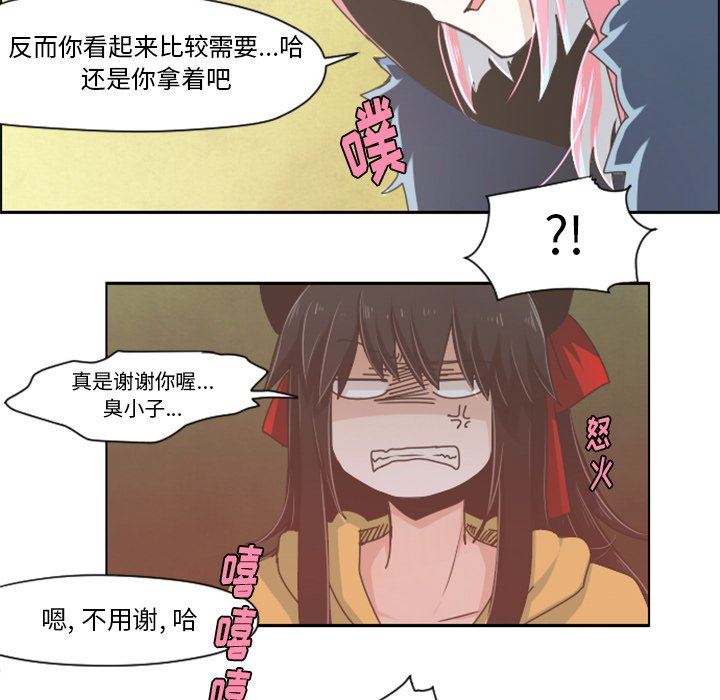 反而你看起来比较需要...哈
还是你拿着吧
噗
?!
真是谢谢你喔...
臭小子...
怒
火
嗯, 不用谢, 哈
嘻
嘻
嘻